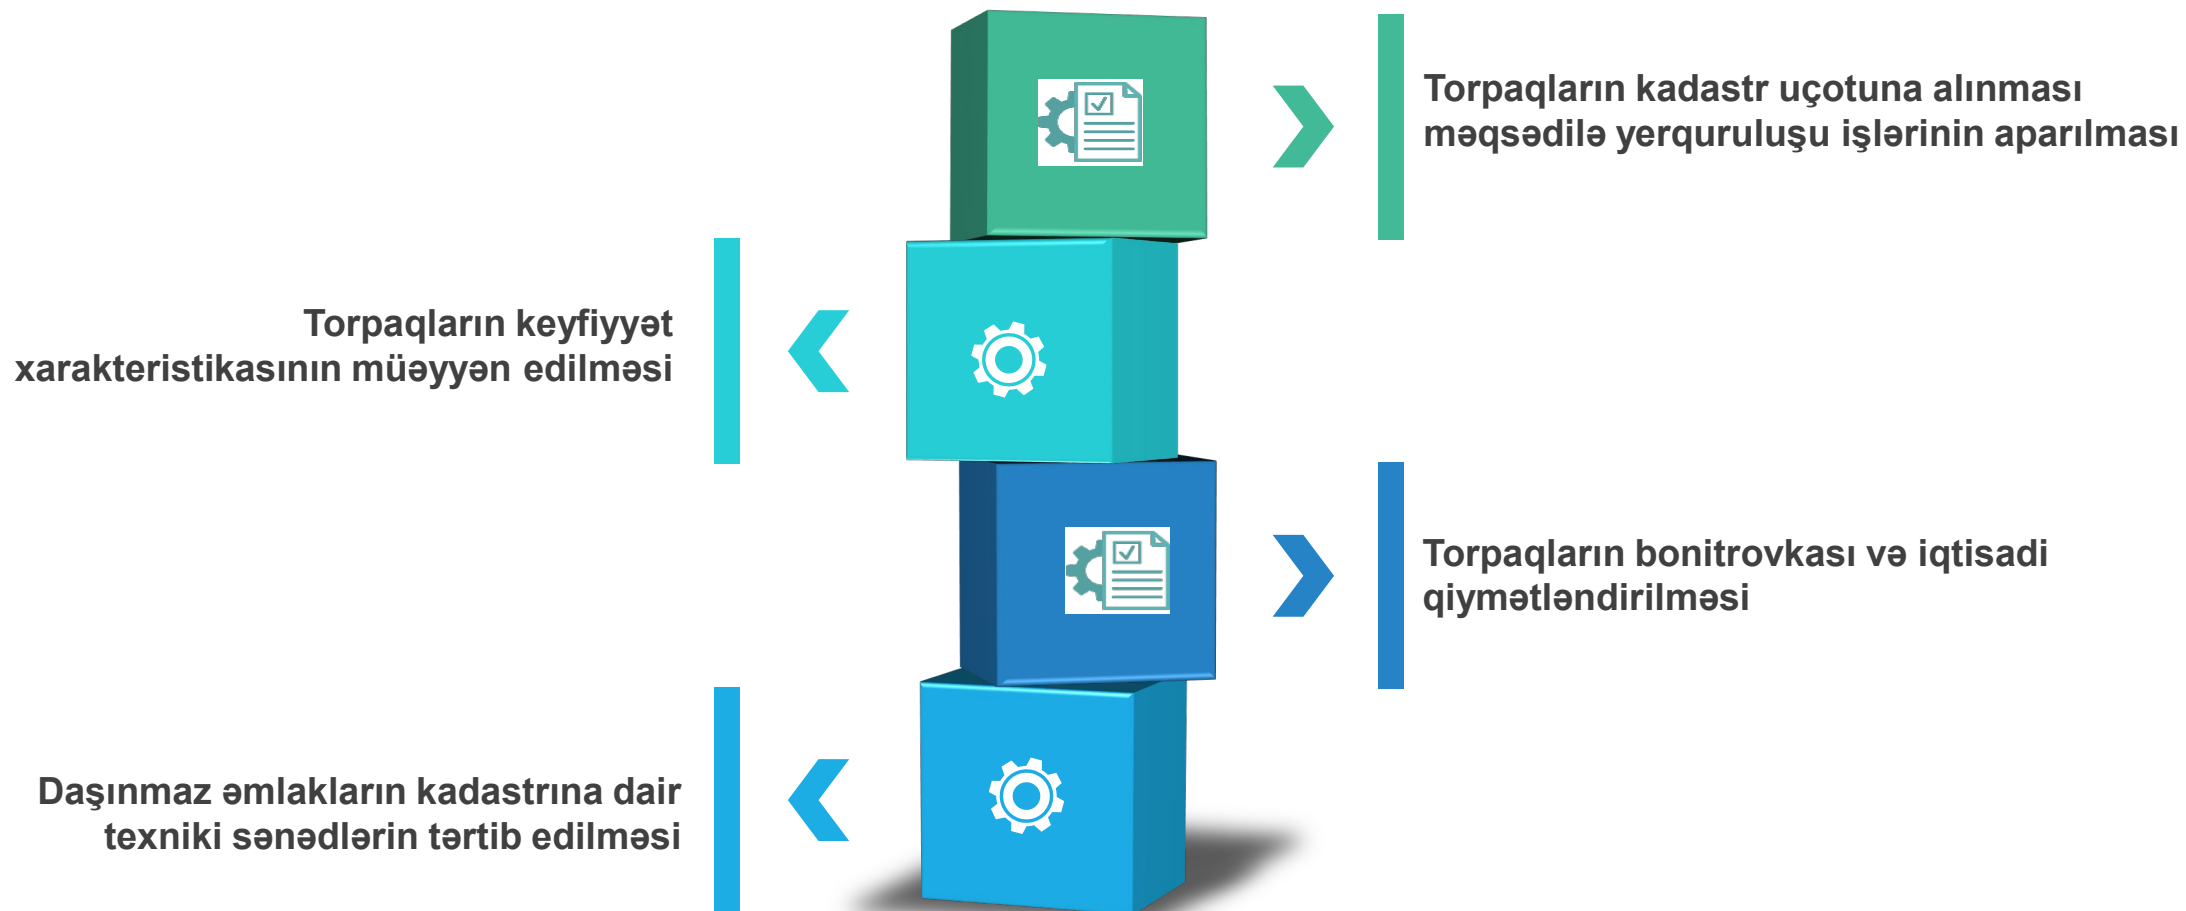 Torpaqların kadastr uçotuna alınması
məqsədilə yerquruluşu işlərinin aparılması
Torpaqların keyfiyyət
xarakteristikasının müəyyən edilməsi
Torpaqların bonitrovkası və iqtisadi
qiymətləndirilməsi
Daşınmaz əmlakların kadastrına dair
texniki sənədlərin tərtib edilməsi